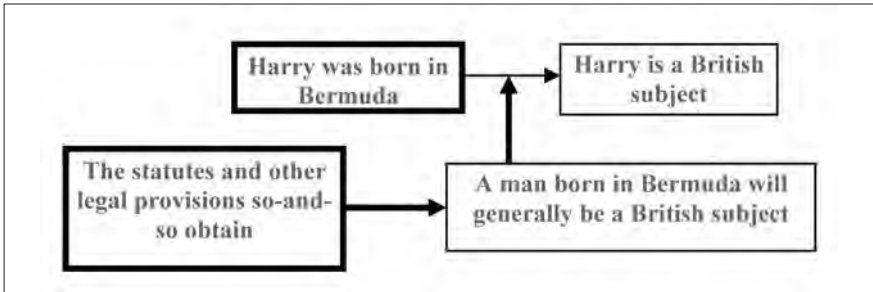 Harry was born in
Bermuda
Harry is a British
subject
The statutes and other
legal provisions so-and-
so obtain
A man born in Bermuda will
generally be a British subject